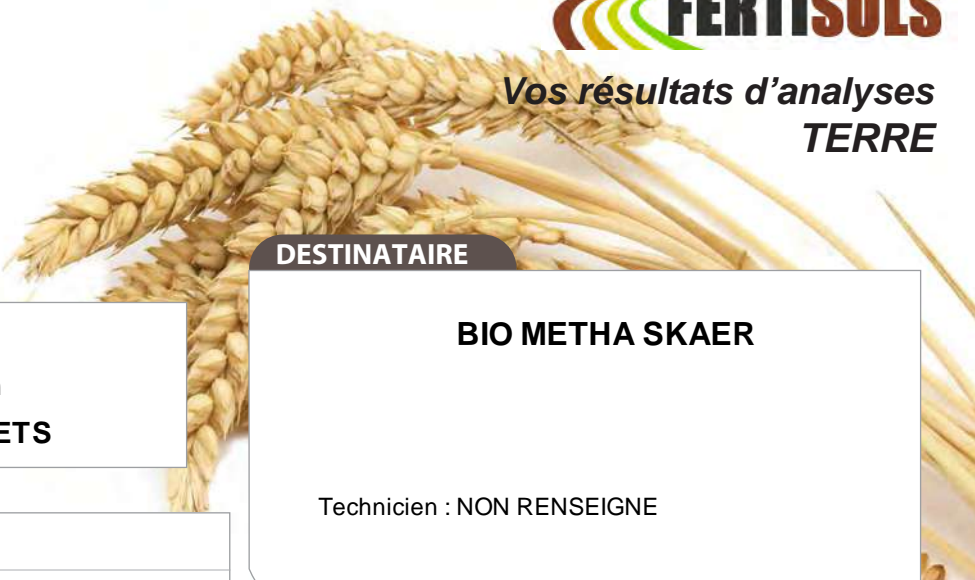 FERTISOLS
Vos résultats d'analyses
TERRE
DESTINATAIRE
BIO METHA SKAER
ETS
Technicien : NON RENSEIGNE